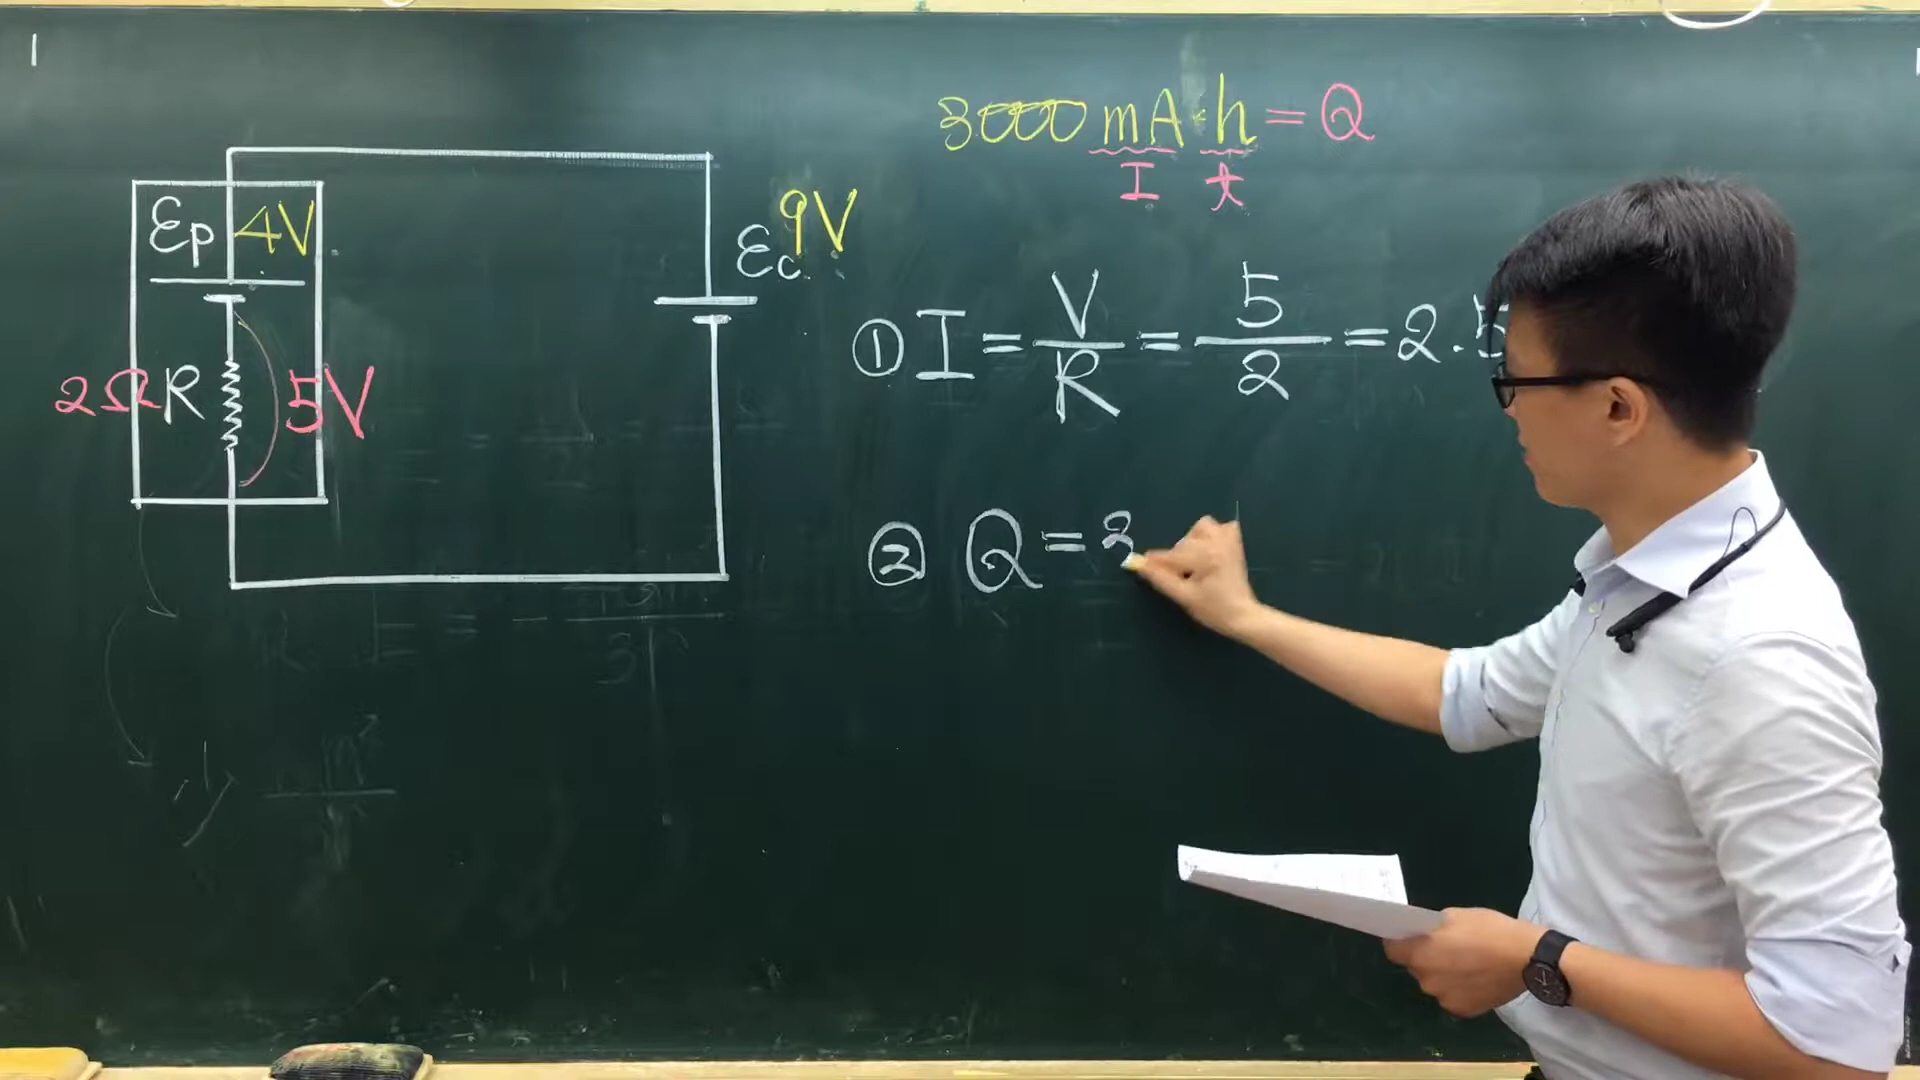 3000 mA·h = Q
I t
εp 4V
εc 9V
2Ω R 5V
① I = V/R = 5/2 = 2.5
② Q = 3